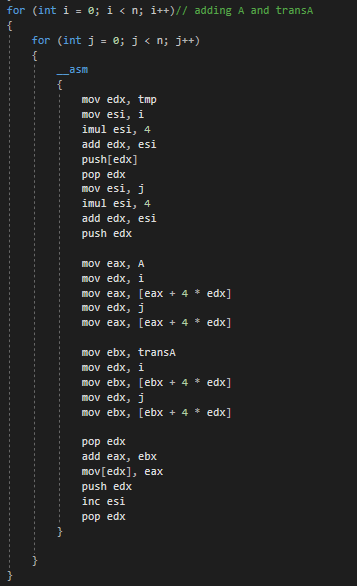 for (int i = 0; i < n; i++)// adding A and transA
{
for (int j = 0; j < n; j++)
{
__asm
{
mov edx, tmp
mov esi, i
imul esi, 4
add edx, esi
push[edx]
pop edx
mov esi, j
imul esi, 4
add edx, esi
push edx
mov eax, A
mov edx, i
mov eax, [eax + 4 * edx]
mov edx, j
mov eax, [eax + 4 * edx]
mov ebx, transA
mov edx, i
mov ebx, [ebx + 4 * edx]
mov edx, j
mov ebx, [ebx + 4 * edx]
pop edx
add eax, ebx
mov[edx], eax
push edx
inc esi
pop edx
}
}
}